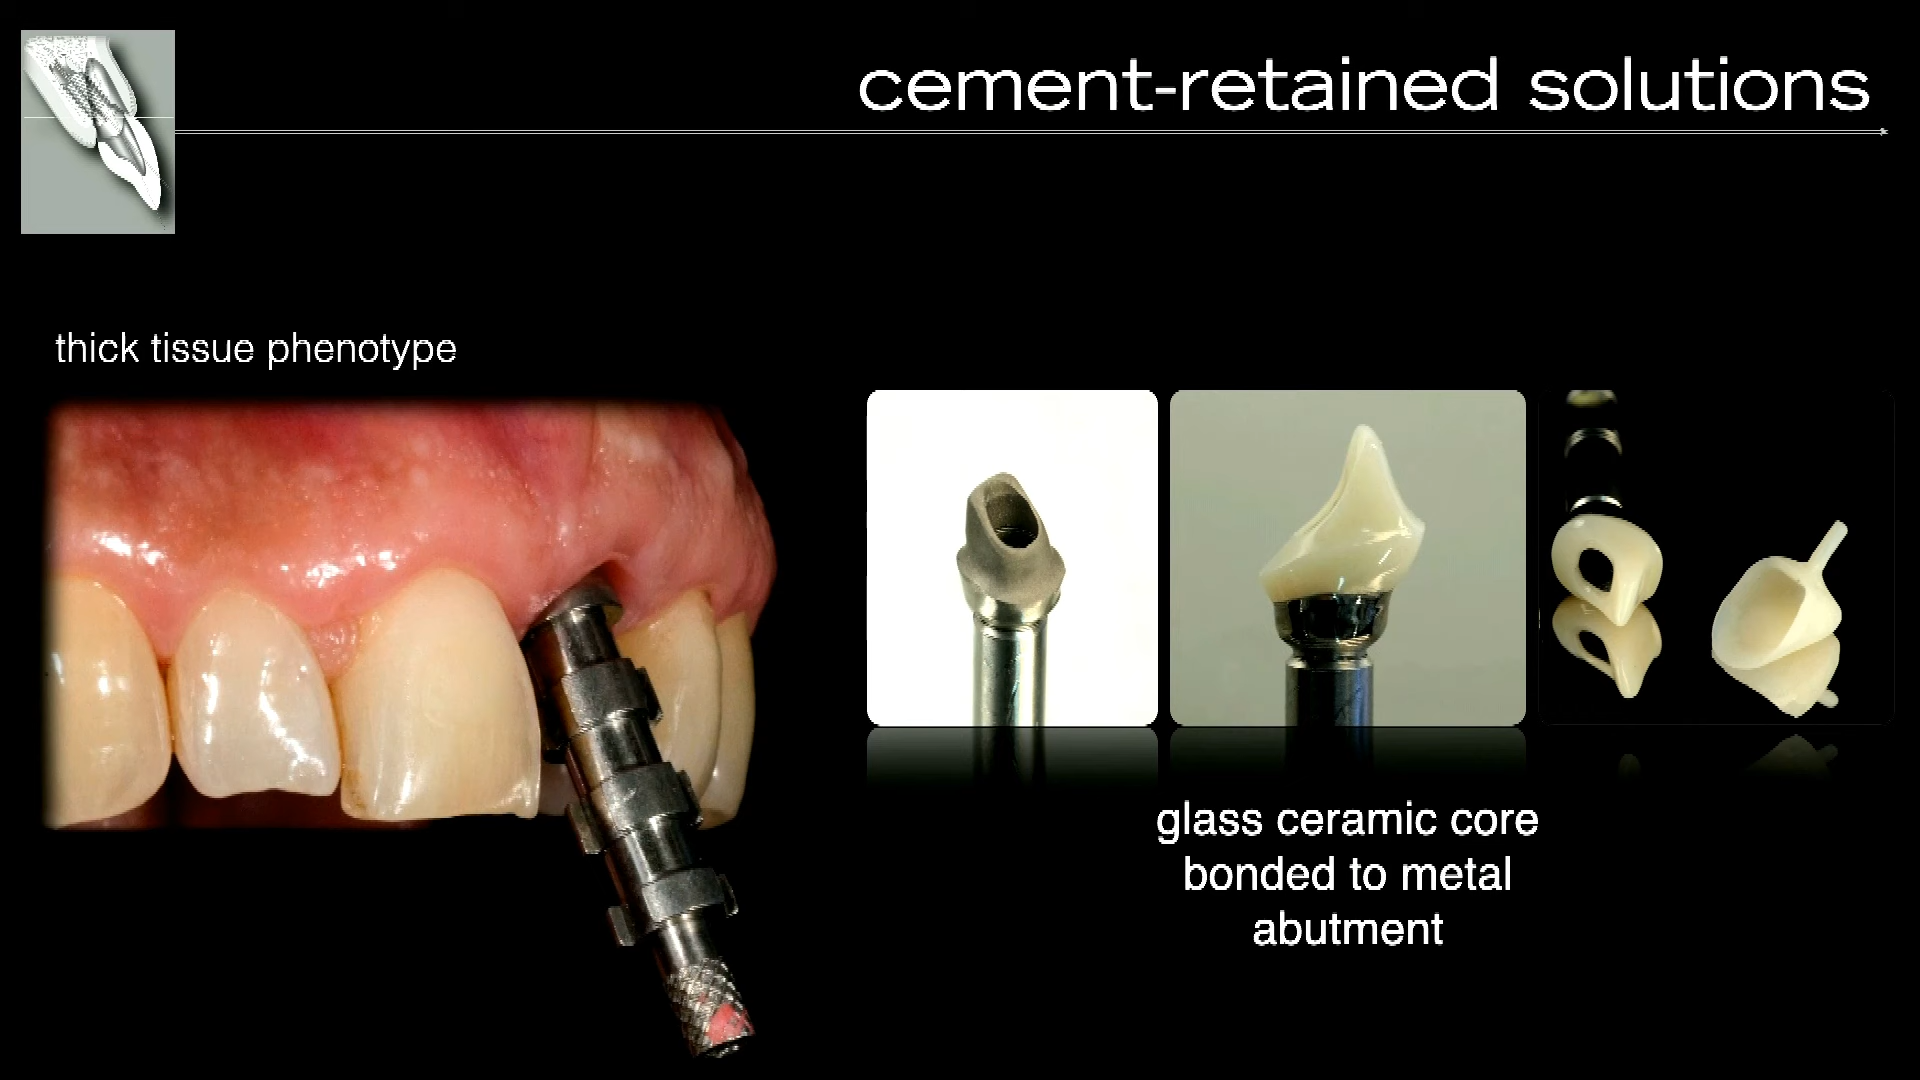 cement-retained solutions
thick tissue phenotype
glass ceramic core
bonded to metal
abutment